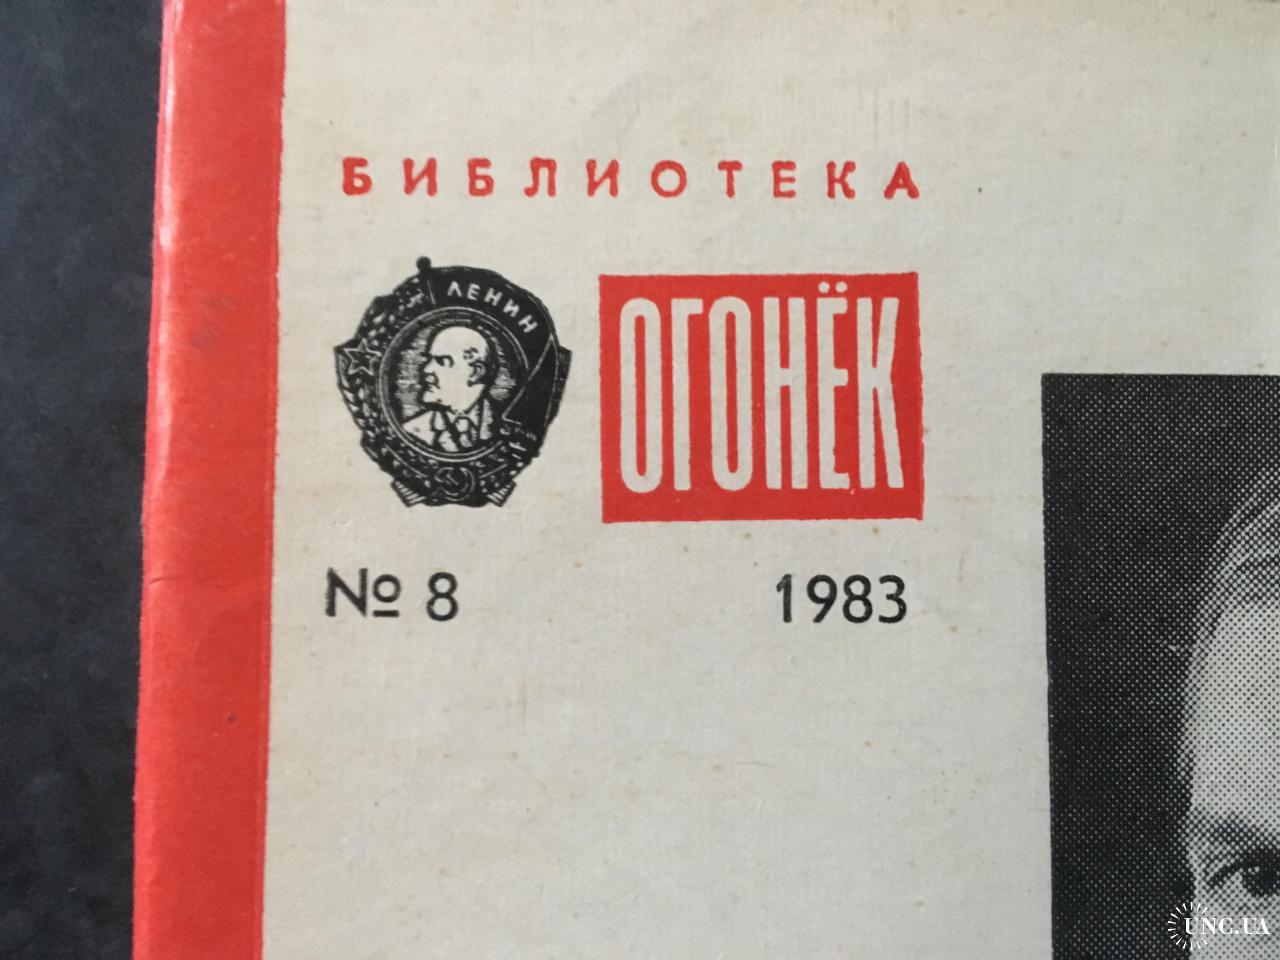 БИБЛИОТЕКА
ЛЕНИН
ОГОНЁК
№ 8
1983
UNC.UA